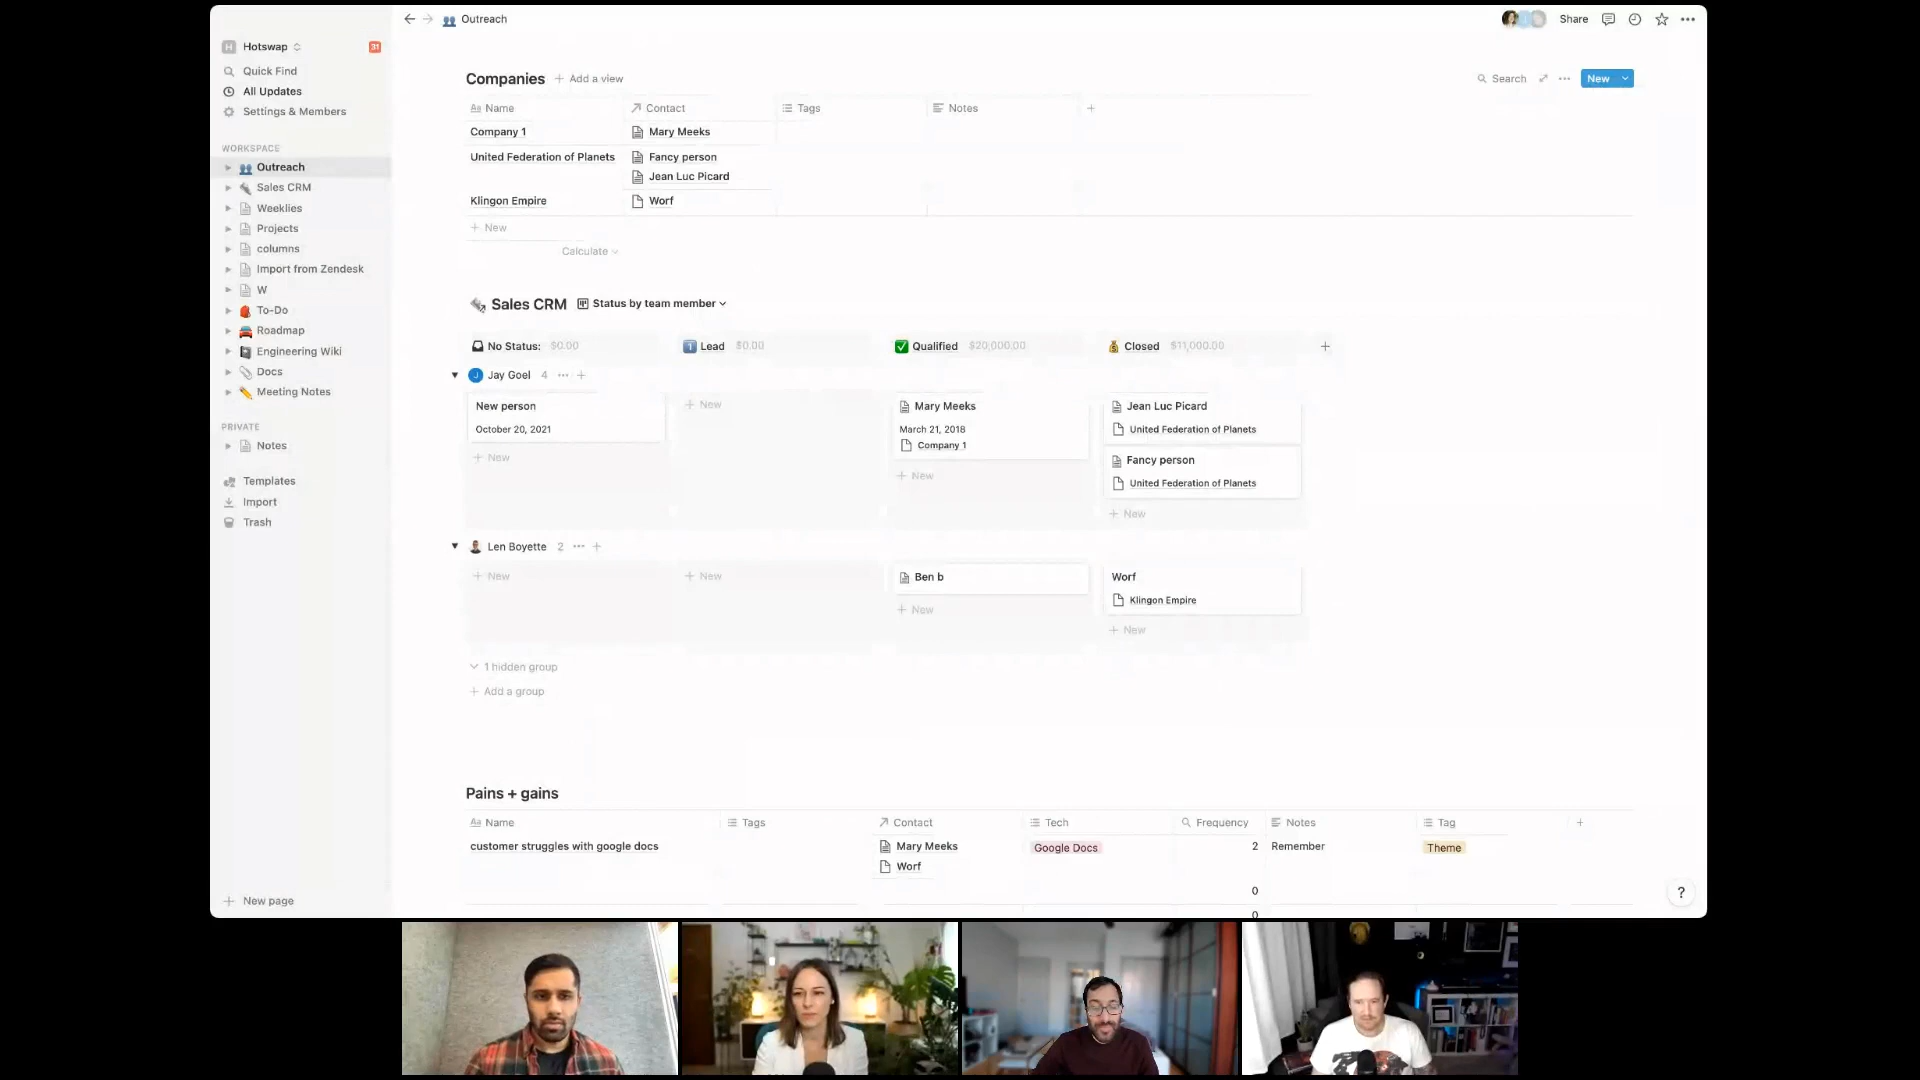 Outreach
Share
Hotswap
31
Quick Find
All Updates
Settings & Members
WORKSPACE
Outreach
Sales CRM
Weeklies
Projects
columns
Import from Zendesk
W
To-Do
Roadmap
Engineering Wiki
Docs
Meeting Notes
PRIVATE
Notes
Templates
Import
Trash
New page
Companies + Add a view
Search ••• New
Aa Name Contact Tags Notes +
Company 1 Mary Meeks
United Federation of Planets Fancy person
Jean Luc Picard
Klingon Empire Worf
+ New
Calculate
Sales CRM Status by team member
No Status: $0.00 1 Lead $0.00 Qualified $20,000.00 Closed $11,000.00 +
J Jay Goel 4 ••• +
New person
October 20, 2021
+ New
+ New
Mary Meeks
March 21, 2018
Company 1
+ New
Jean Luc Picard
United Federation of Planets
Fancy person
United Federation of Planets
+ New
Len Boyette 2 ••• +
+ New
+ New
Ben b
+ New
Worf
Klingon Empire
+ New
1 hidden group
+ Add a group
Pains + gains
Aa Name Tags Contact Tech Frequency Notes Tag +
customer struggles with google docs Mary Meeks Google Docs 2 Remember Theme
Worf
0
0
?